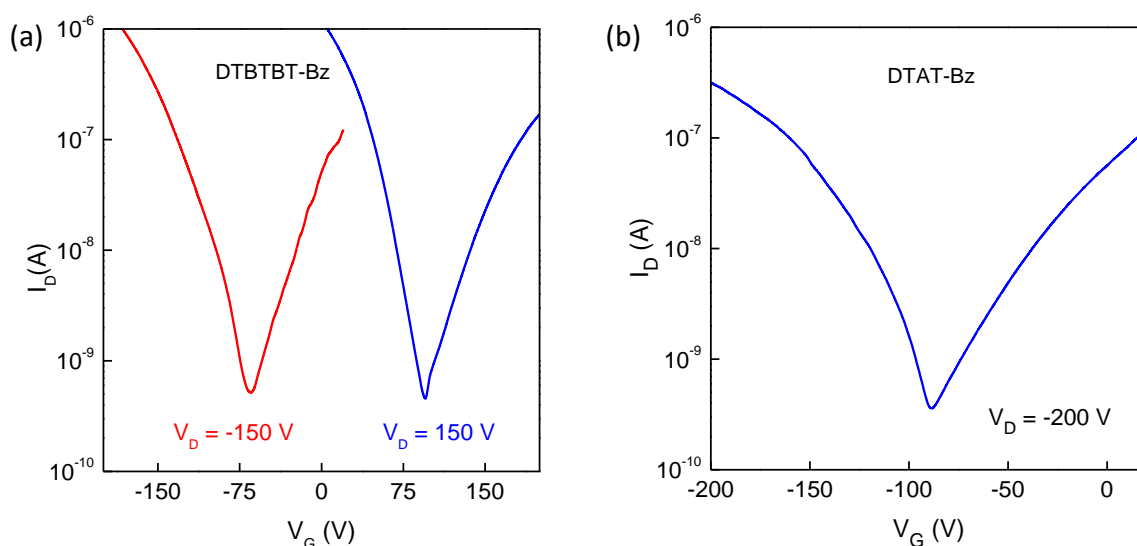 (a)
10^-6
10^-7
10^-8
10^-9
10^-10
I_D(A)
DTBTBT-Bz
V_D = -150 V
V_D = 150 V
-150
-75
0
75
150
V_G (V)
(b)
10^-6
10^-7
10^-8
10^-9
10^-10
I_D (A)
DTAT-Bz
V_D = -200 V
-200
-150
-100
-50
0
V_G (V)